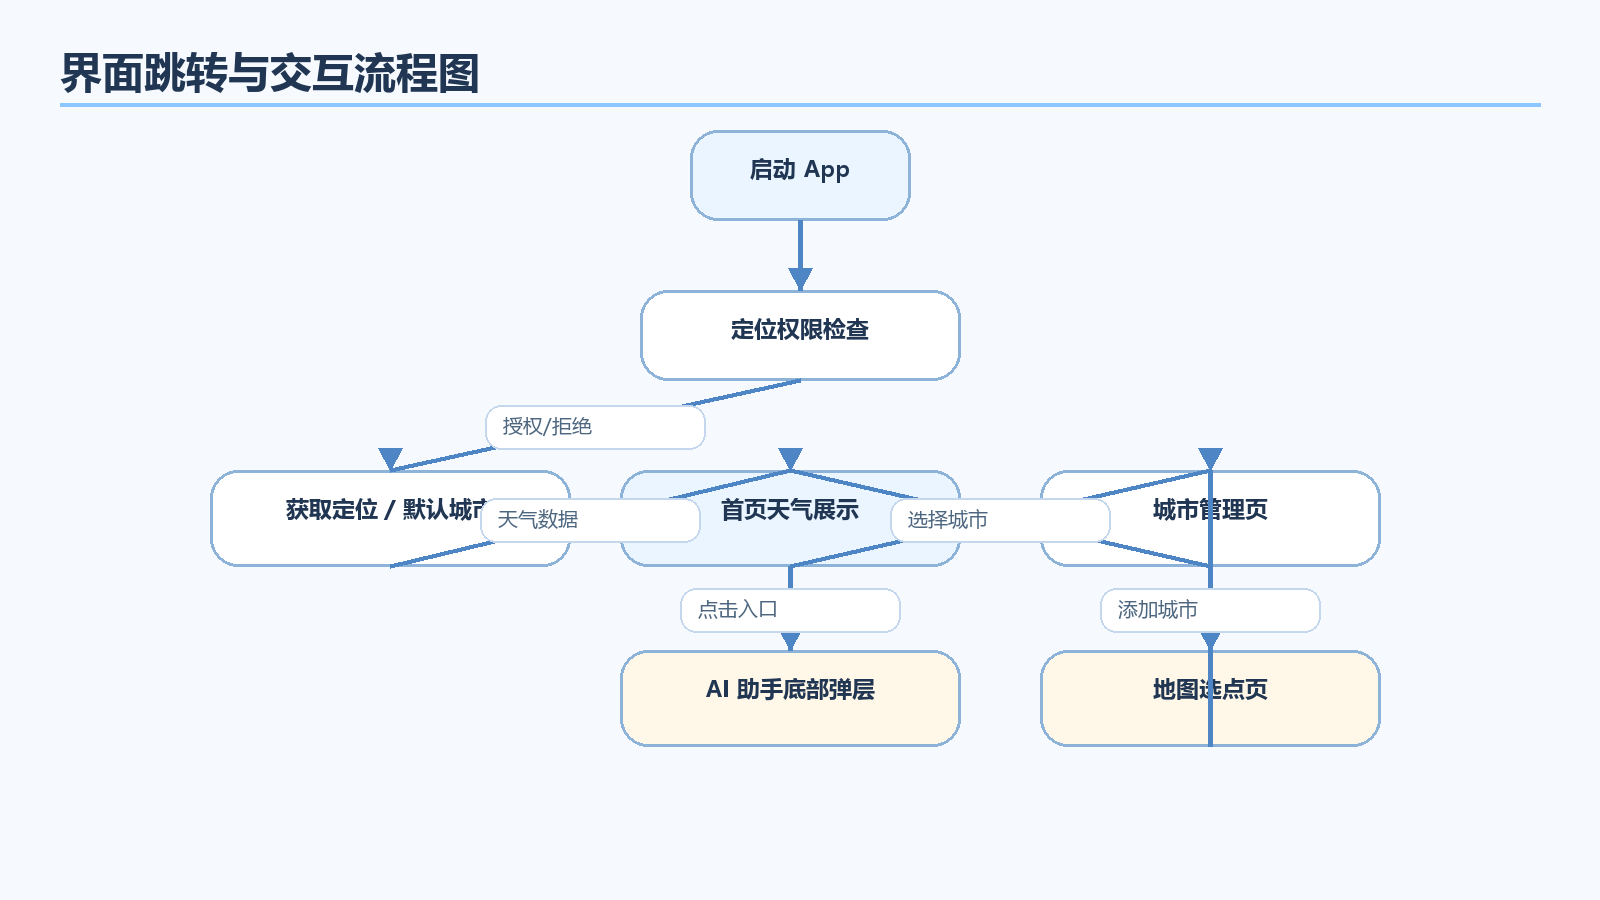 界面跳转与交互流程图
启动 App
定位权限检查
授权/拒绝
获取定位 / 默认城市
天气数据
首页天气展示
选择城市
城市管理页
点击入口
添加城市
AI 助手底部弹层
地图选点页